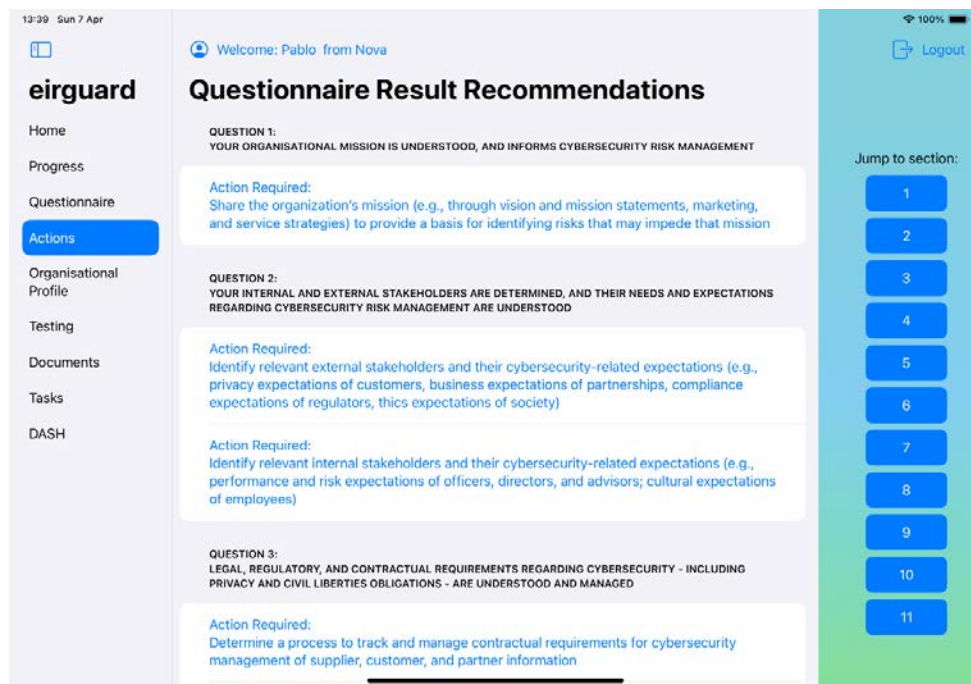 13:39 Sun 7 Apr
100%
Welcome: Pablo from Nova
Logout
eirguard
Home
Progress
Questionnaire
Actions
Organisational
Profile
Testing
Documents
Tasks
DASH
Questionnaire Result Recommendations
QUESTION 1:
YOUR ORGANISATIONAL MISSION IS UNDERSTOOD, AND INFORMS CYBERSECURITY RISK MANAGEMENT
Action Required:
Share the organization's mission (e.g., through vision and mission statements, marketing,
and service strategies) to provide a basis for identifying risks that may impede that mission
QUESTION 2:
YOUR INTERNAL AND EXTERNAL STAKEHOLDERS ARE DETERMINED, AND THEIR NEEDS AND EXPECTATIONS
REGARDING CYBERSECURITY RISK MANAGEMENT ARE UNDERSTOOD
Action Required:
Identify relevant external stakeholders and their cybersecurity-related expectations (e.g.,
privacy expectations of customers, business expectations of partnerships, compliance
expectations of regulators, thics expectations of society)
Action Required:
Identify relevant internal stakeholders and their cybersecurity-related expectations (e.g.,
performance and risk expectations of officers, directors, and advisors; cultural expectations
of employees)
QUESTION 3:
LEGAL, REGULATORY, AND CONTRACTUAL REQUIREMENTS REGARDING CYBERSECURITY - INCLUDING
PRIVACY AND CIVIL LIBERTIES OBLIGATIONS - ARE UNDERSTOOD AND MANAGED
Action Required:
Determine a process to track and manage contractual requirements for cybersecurity
management of supplier, customer, and partner information
Jump to section:
1
2
3
4
5
6
7
8
9
10
11